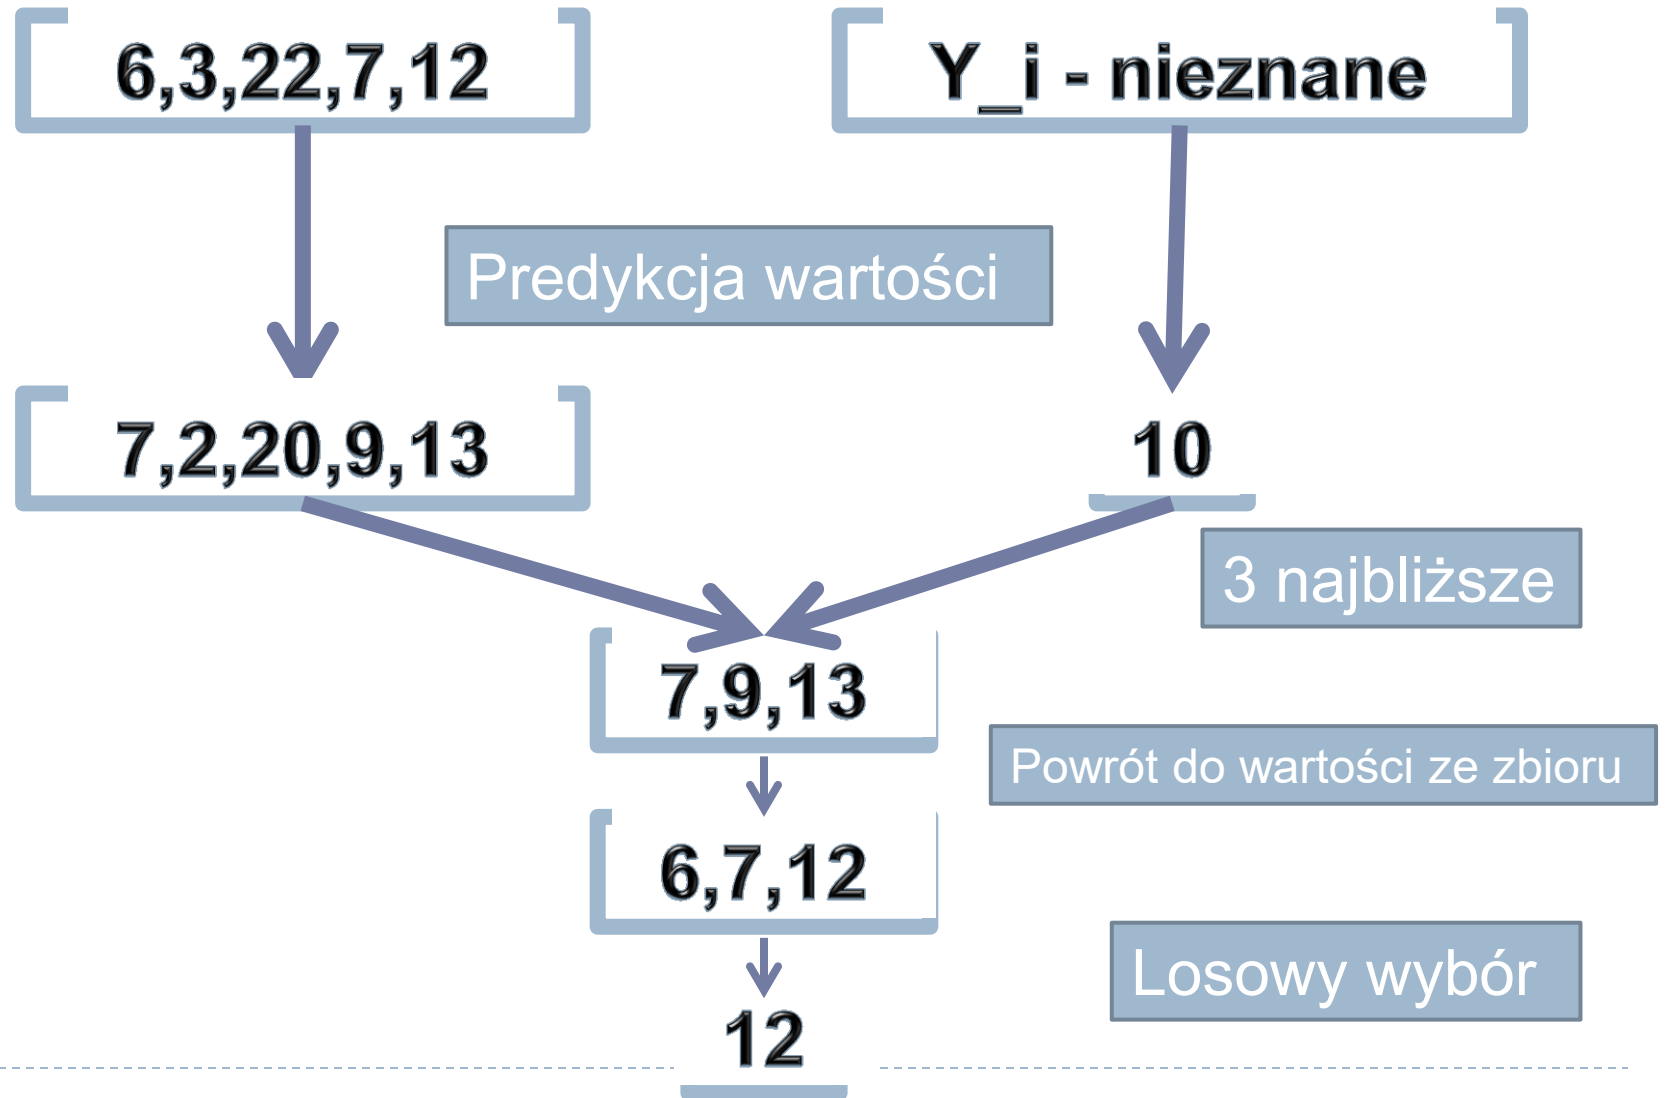 6,3,22,7,12
Y_i - nieznane
Predykcja wartości
7,2,20,9,13
10
3 najbliższe
7,9,13
Powrót do wartości ze zbioru
6,7,12
Losowy wybór
12